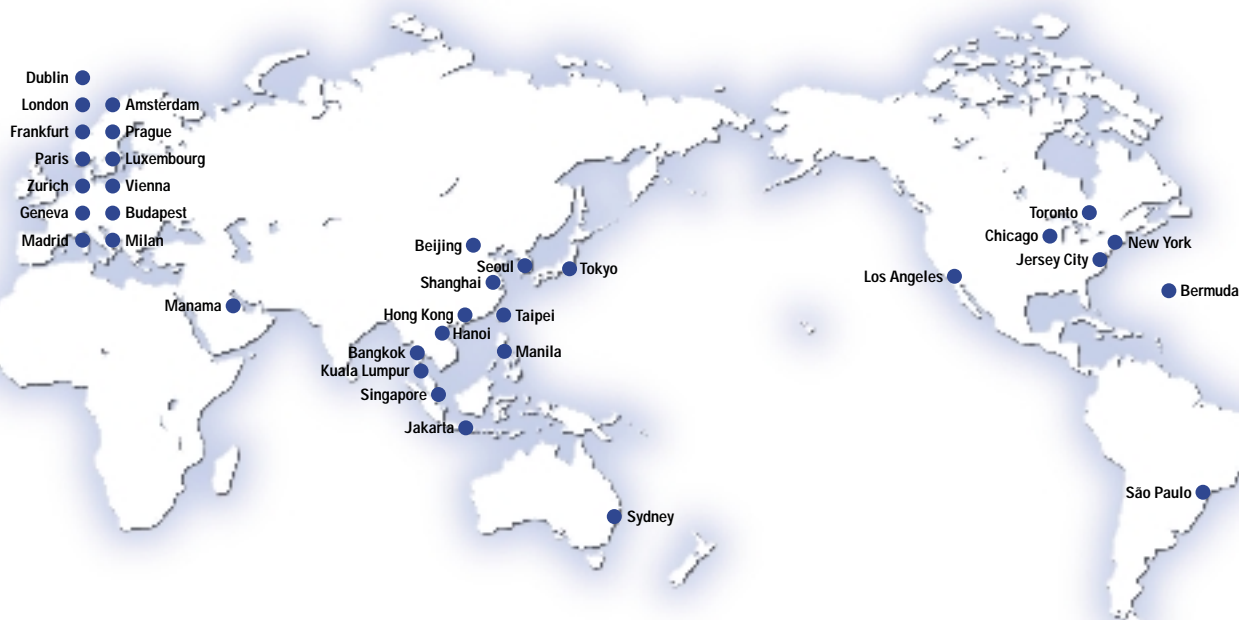 Dublin
London
Amsterdam
Frankfurt
Prague
Paris
Luxembourg
Zurich
Vienna
Geneva
Budapest
Madrid
Milan
Manama
Beijing
Seoul
Tokyo
Shanghai
Hong Kong
Taipei
Hanoi
Bangkok
Manila
Kuala Lumpur
Singapore
Jakarta
Sydney
Toronto
Chicago
New York
Jersey City
Los Angeles
Bermuda
São Paulo